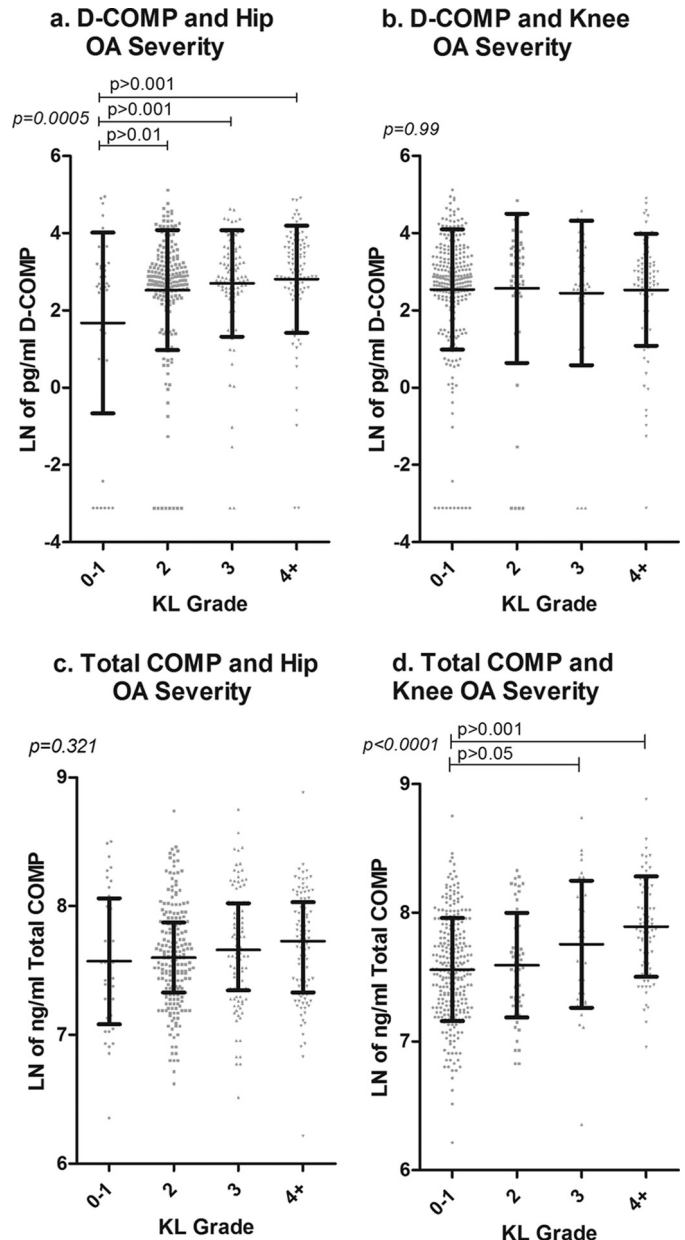 a. D-COMP and Hip
OA Severity
p>0.001
p=0.0005
p>0.001
p>0.01
6
4
2
0
-2
-4
LN of pg/ml D-COMP
0-1
2
3
4+
KL Grade
b. D-COMP and Knee
OA Severity
p=0.99
6
4
2
0
-2
-4
LN of pg/ml D-COMP
0-1
2
3
4+
KL Grade
c. Total COMP and Hip
OA Severity
p=0.321
9
8
7
6
LN of ng/ml Total COMP
0-1
2
3
4+
KL Grade
d. Total COMP and
Knee OA Severity
p>0.001
p<0.0001
p>0.05
9
8
7
6
LN of ng/ml Total COMP
0-1
2
3
4+
KL Grade